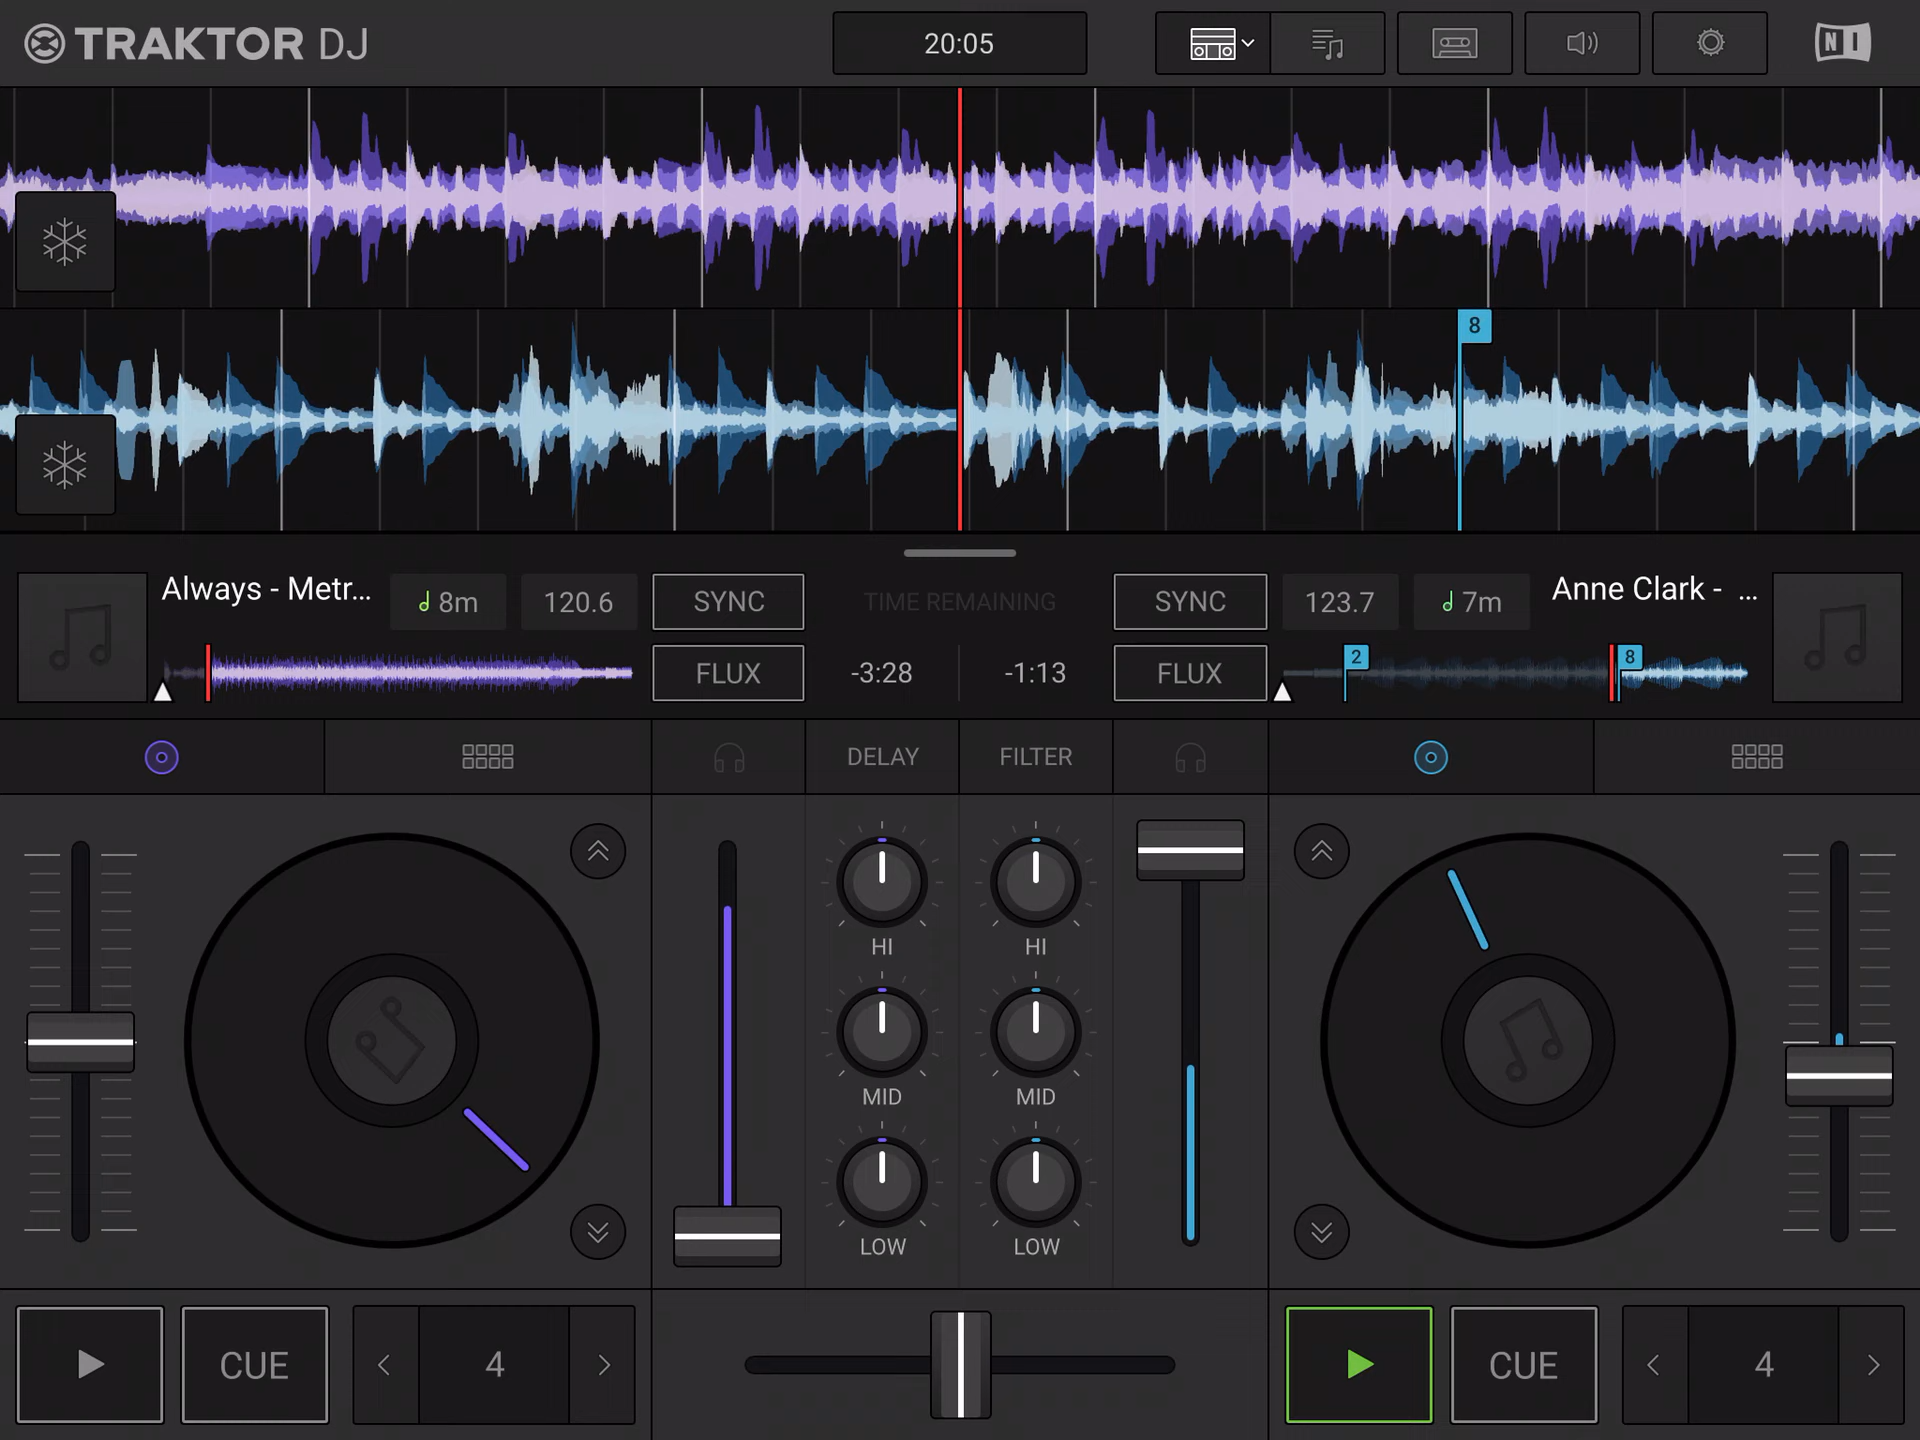 TRAKTOR DJ
20:05
N I
8
Always - Metr...
8m
120.6
SYNC
TIME REMAINING
SYNC
123.7
7m
Anne Clark - ...
FLUX
-3:28
-1:13
FLUX
2
8
DELAY
FILTER
HI
HI
MID
MID
LOW
LOW
CUE
4
CUE
4